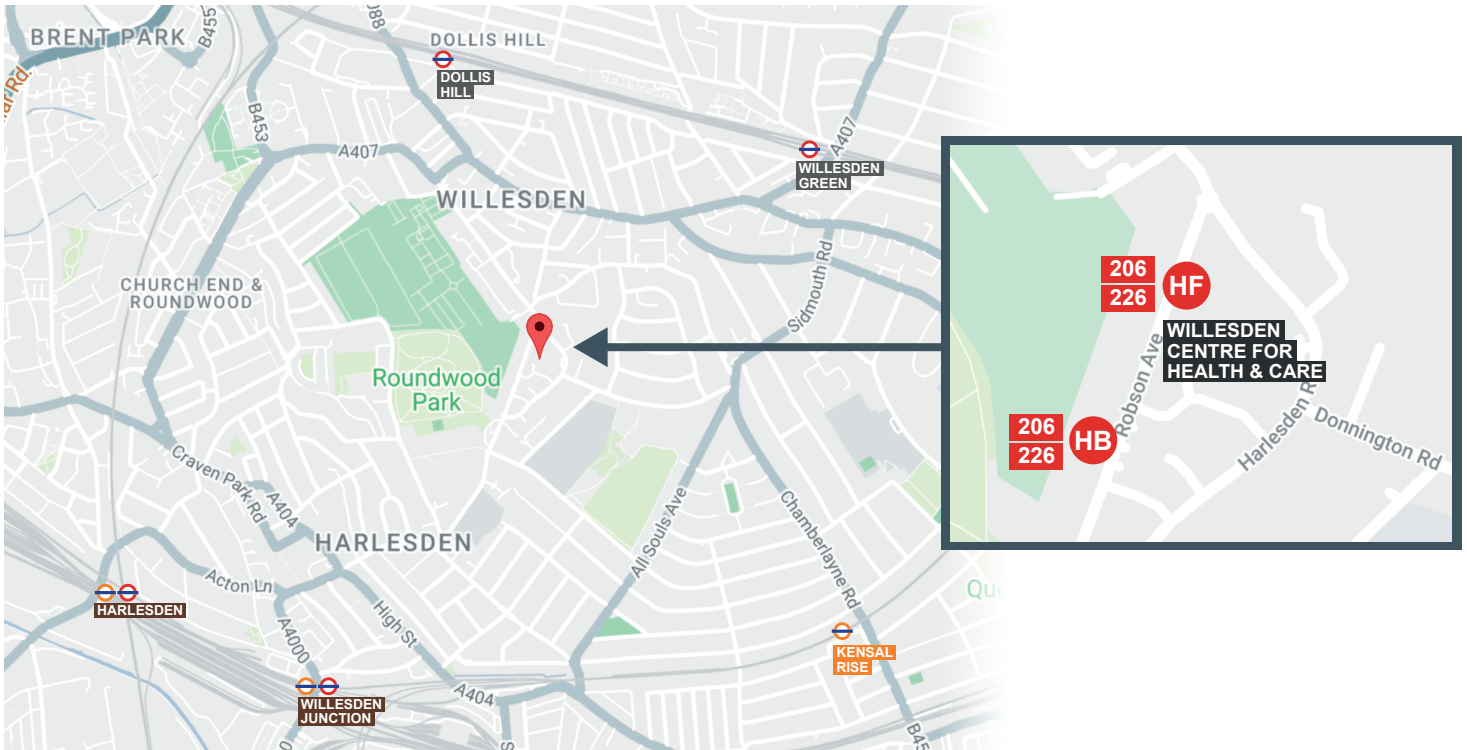 BRENT PARK
B455
DOLLIS HILL
DOLLIS
HILL
B453
A407
A407
WILLESDEN
GREEN
WILLESDEN
CHURCH END &
ROUNDWOOD
Sidmouth Rd
Roundwood
Park
Craven Park Rd
A404
HARLESDEN
All Souls Ave
Chamberlayne Rd
Acton Ln
HARLESDEN
High St
A4000
KENSAL
RISE
WILLESDEN
JUNCTION
A404
206
226
HF
WILLESDEN
CENTRE FOR
HEALTH & CARE
Robson Ave
206
226
HB
Harlesden R
Donnington Rd